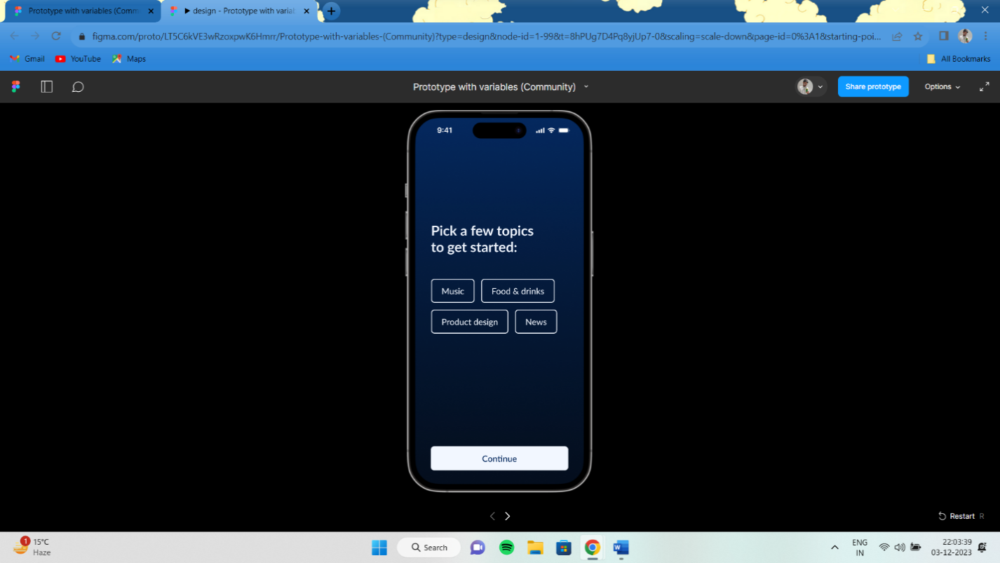 Prototype with variables (Comm
design - Prototype with varial
figma.com/proto/LT5C6kVE3wRzoxpwK6Hmrr/Prototype-with-variables-(Community)?type=design&node-id=1-99&t=8hPUg7D4Pq8yjUp7-0&scaling=scale-down&page-id=0%3A1&starting-poi...
Gmail YouTube Maps All Bookmarks
Prototype with variables (Community) Share prototype Options
9:41
Pick a few topics
to get started:
Music Food & drinks
Product design News
Continue
Restart R
1 15°C
Haze
Search
ENG
IN
22:03:39
03-12-2023